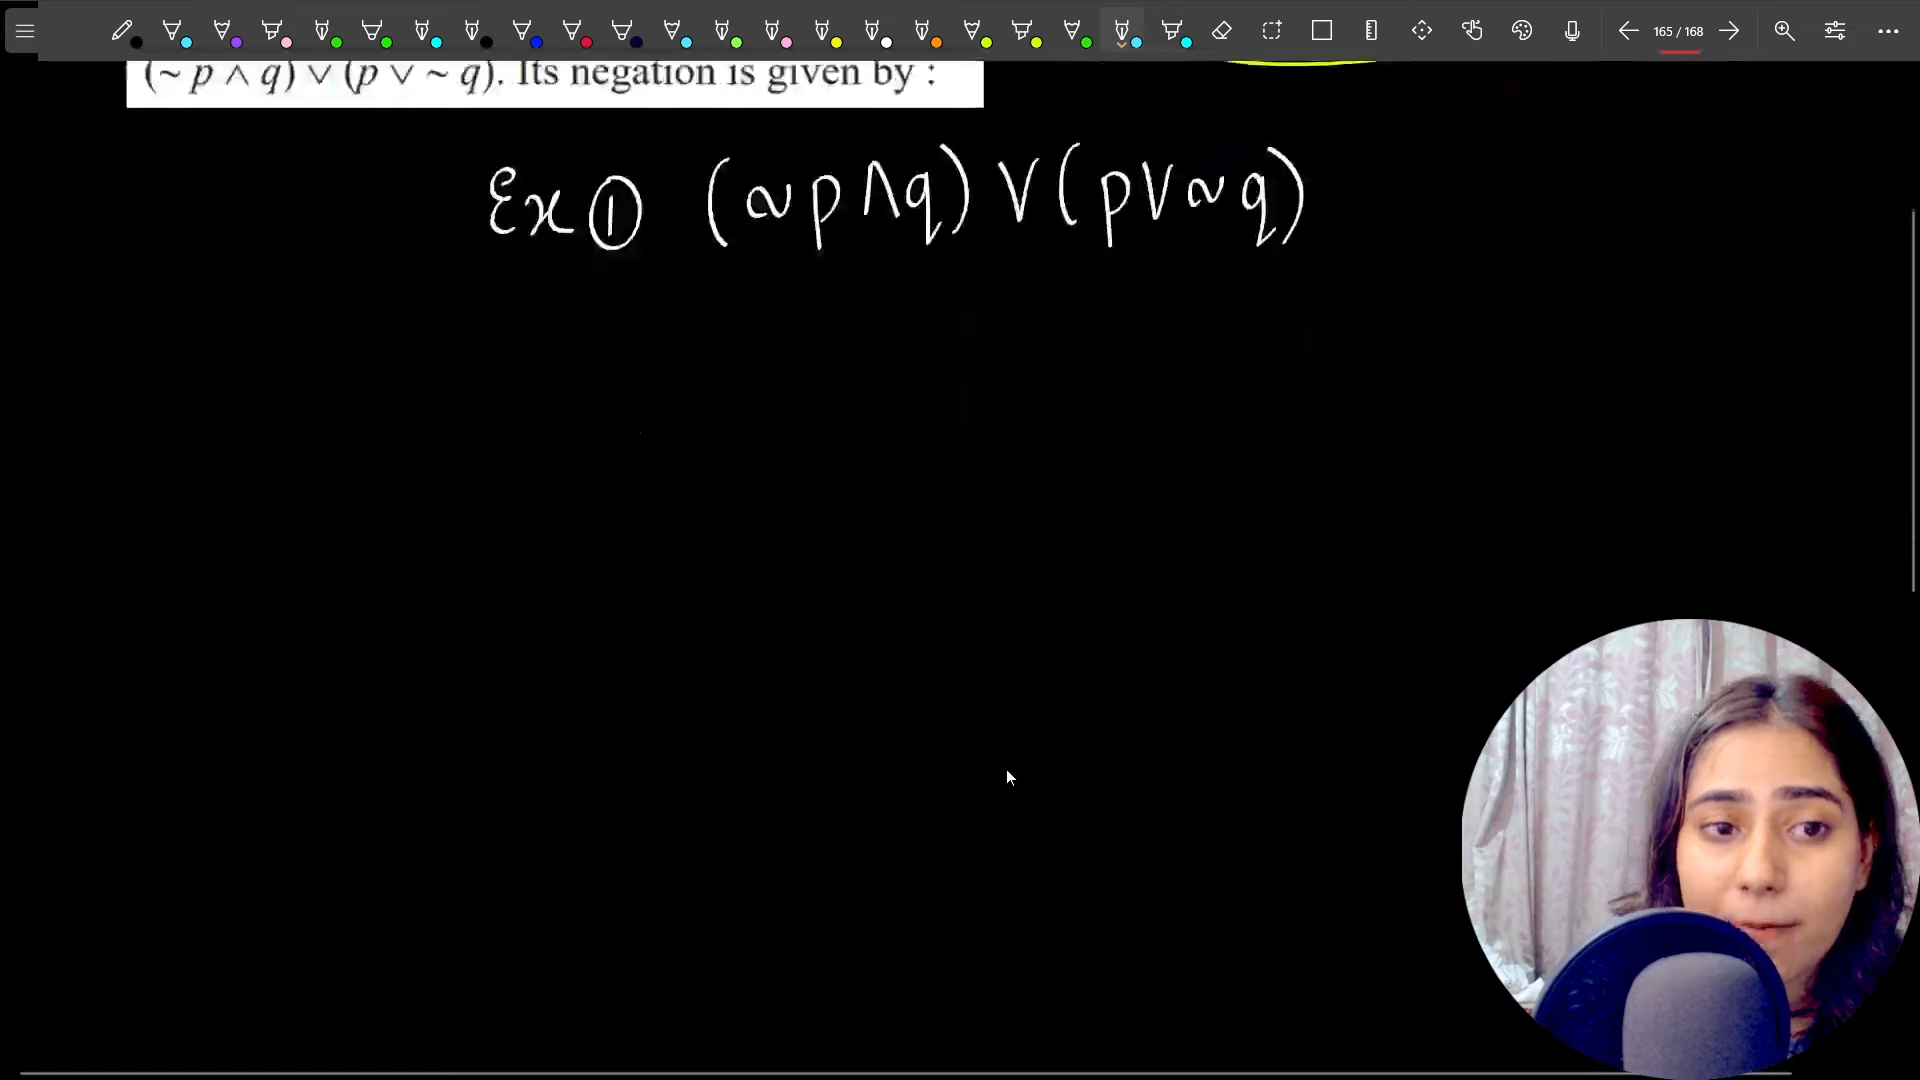 165 / 168
(~ p ∧ q) ∨ (p ∨ ~ q). Its negation is given by :
Ex ① (~p∧q) ∨ (p∨~q)